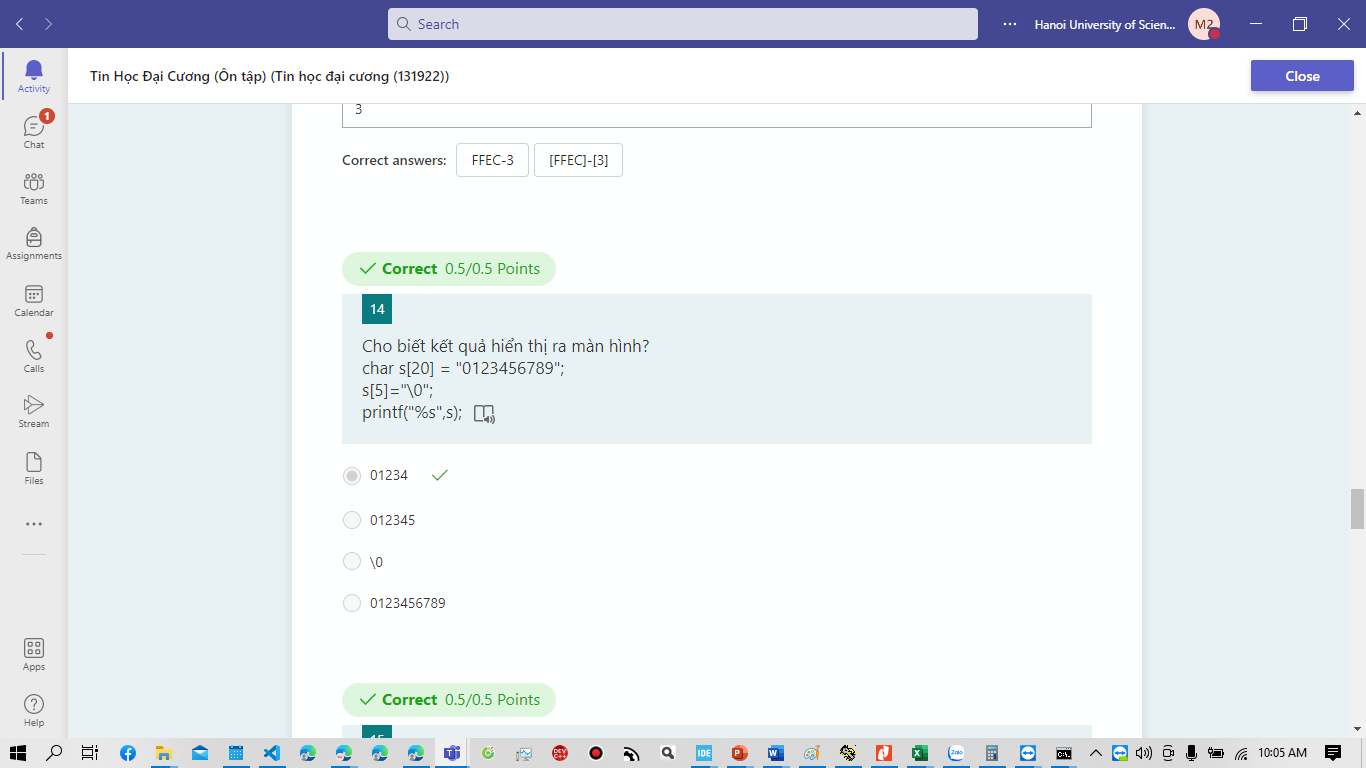 Search
Hanoi University of Scien...
M2
Activity
1
Chat
Teams
Assignments
Calendar
Calls
Stream
Files
Apps
Help
Tin Học Đại Cương (Ôn tập) (Tin học đại cương (131922))
Close
3
Correct answers: FFEC-3 [FFEC]-[3]
Correct 0.5/0.5 Points
14
Cho biết kết quả hiển thị ra màn hình?
char s[20] = "0123456789";
s[5]="\0";
printf("%s",s);
01234
012345
\0
0123456789
Correct 0.5/0.5 Points
15
10:05 AM